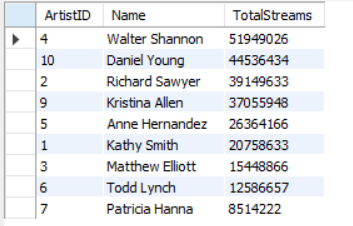 ArtistID Name TotalStreams
4 Walter Shannon 51949026
10 Daniel Young 44536434
2 Richard Sawyer 39149633
9 Kristina Allen 37055948
5 Anne Hernandez 26364166
1 Kathy Smith 20758633
3 Matthew Elliott 15448866
6 Todd Lynch 12586657
7 Patricia Hanna 8514222